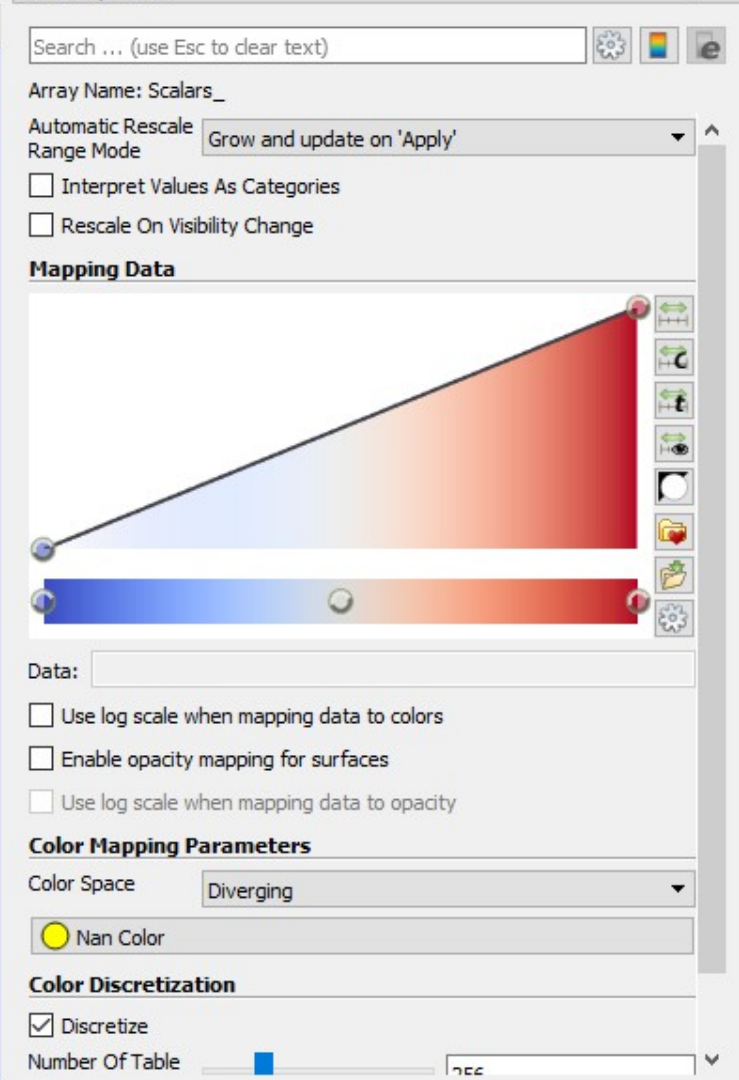 Search ... (use Esc to clear text)
e
Array Name: Scalars_
Automatic Rescale
Range Mode
Grow and update on 'Apply'
Interpret Values As Categories
Rescale On Visibility Change
Mapping Data
C
t
Data:
Use log scale when mapping data to colors
Enable opacity mapping for surfaces
Use log scale when mapping data to opacity
Color Mapping Parameters
Color Space
Diverging
Nan Color
Color Discretization
Discretize
Number Of Table
256